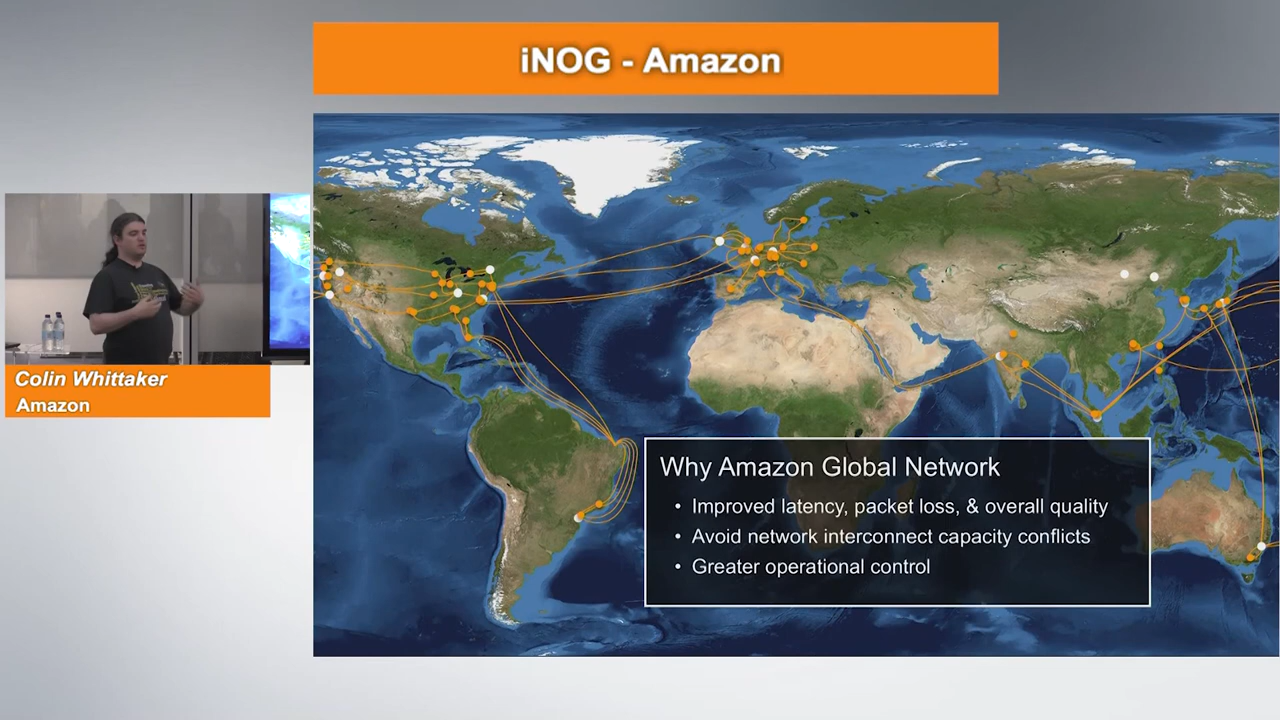 iNOG - Amazon
Colin Whittaker
Amazon
Why Amazon Global Network
• Improved latency, packet loss, & overall quality
• Avoid network interconnect capacity conflicts
• Greater operational control